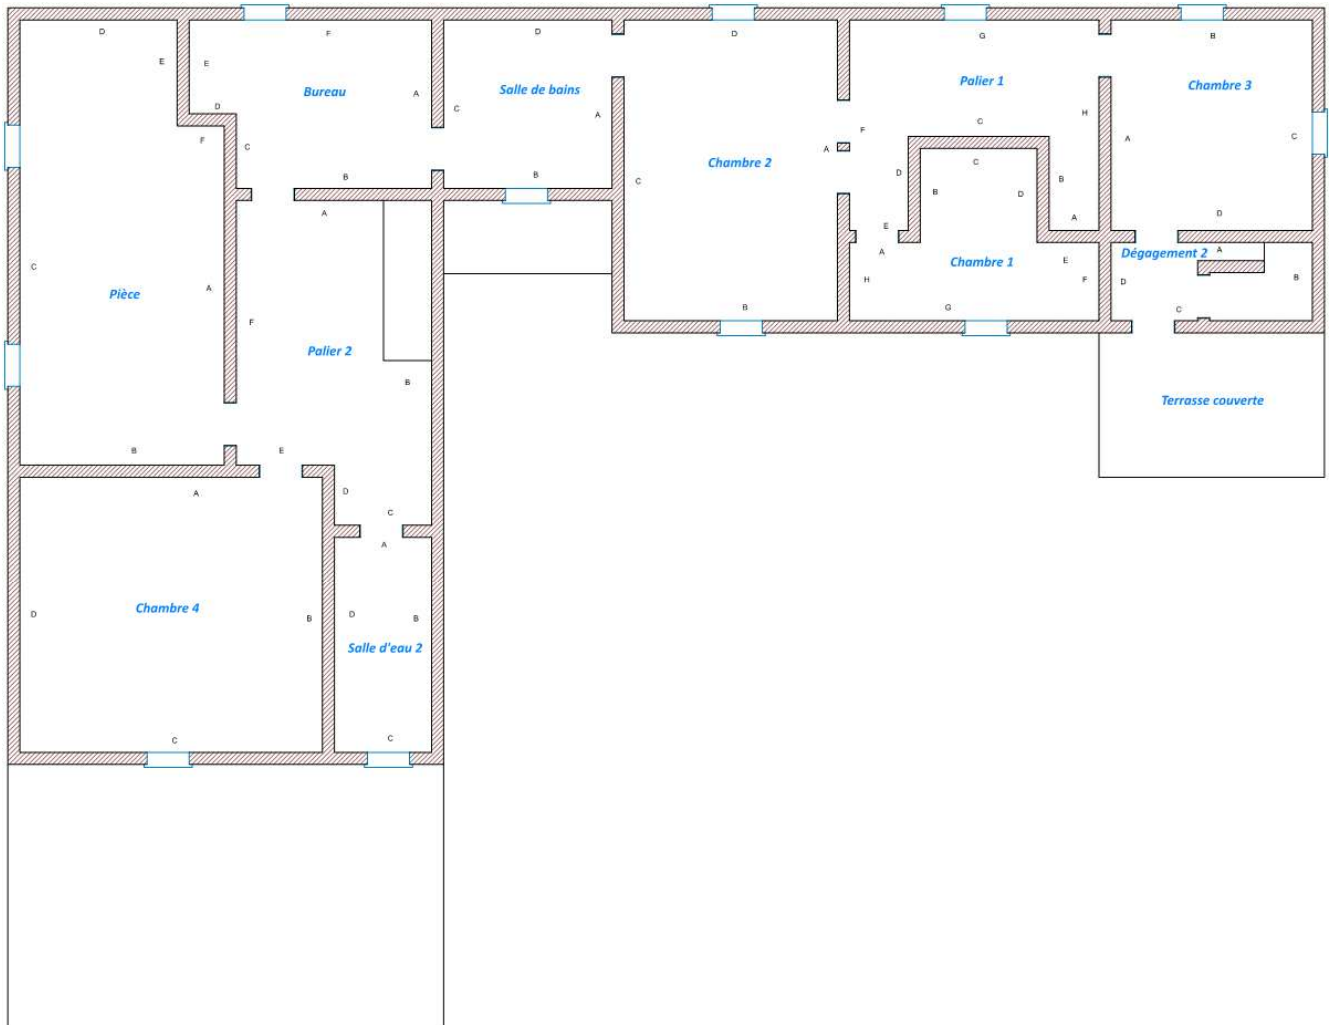 D
F
D
D
G
B
E
E
Bureau
A
Salle de bains
Palier 1
Chambre 3
D
C
A
H
F
C
F
C
A
Chambre 2
C
A
C
B
B
C
D
B
D
B
D
A
A
D
E
A
Dégagement 2
A
Chambre 1
E
C
H
F
D
B
Pièce
A
B
G
C
F
Palier 2
B
Terrasse couverte
B
E
A
D
C
A
Chambre 4
D
B
D
B
Salle d'eau 2
C
C